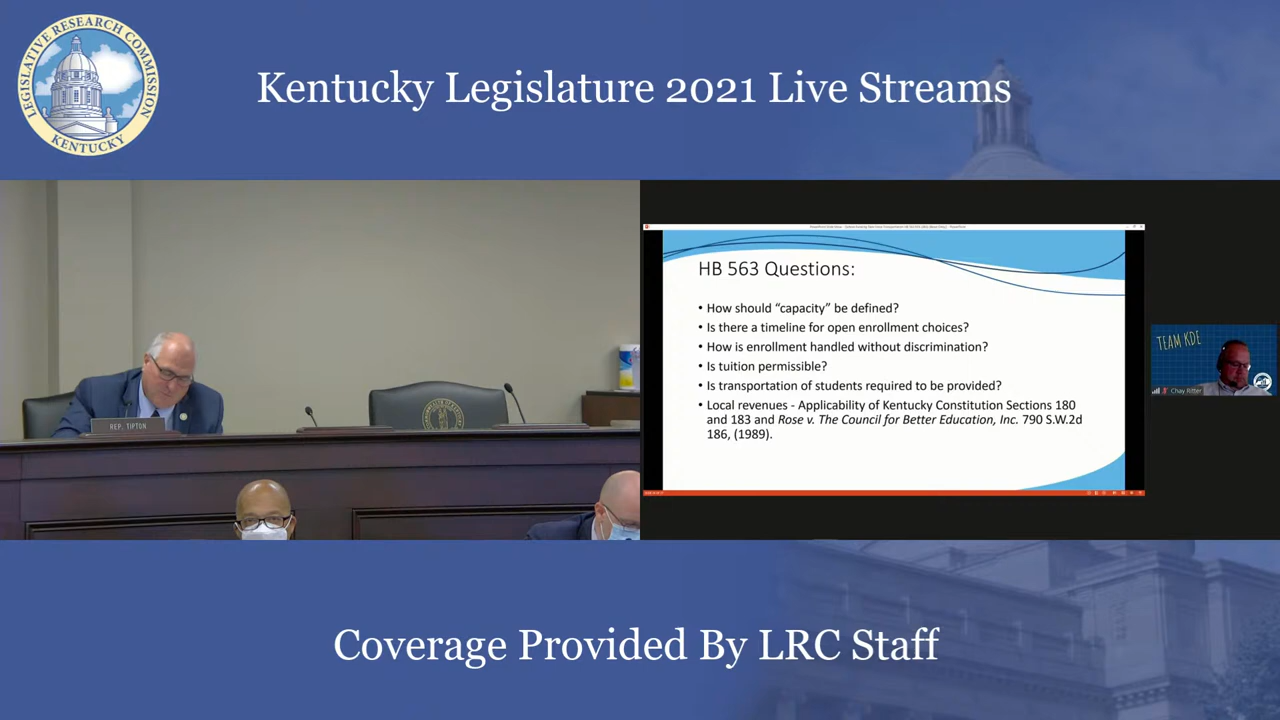 LEGISLATIVE RESEARCH COMMISSION
KENTUCKY
Kentucky Legislature 2021 Live Streams
REP. TIPTON
HB 563 Questions:
• How should “capacity” be defined?
• Is there a timeline for open enrollment choices?
• How is enrollment handled without discrimination?
• Is tuition permissible?
• Is transportation of students required to be provided?
• Local revenues - Applicability of Kentucky Constitution Sections 180
and 183 and Rose v. The Council for Better Education, Inc. 790 S.W.2d
186, (1989).
TEAM KDE
Chay Ritter
Coverage Provided By LRC Staff